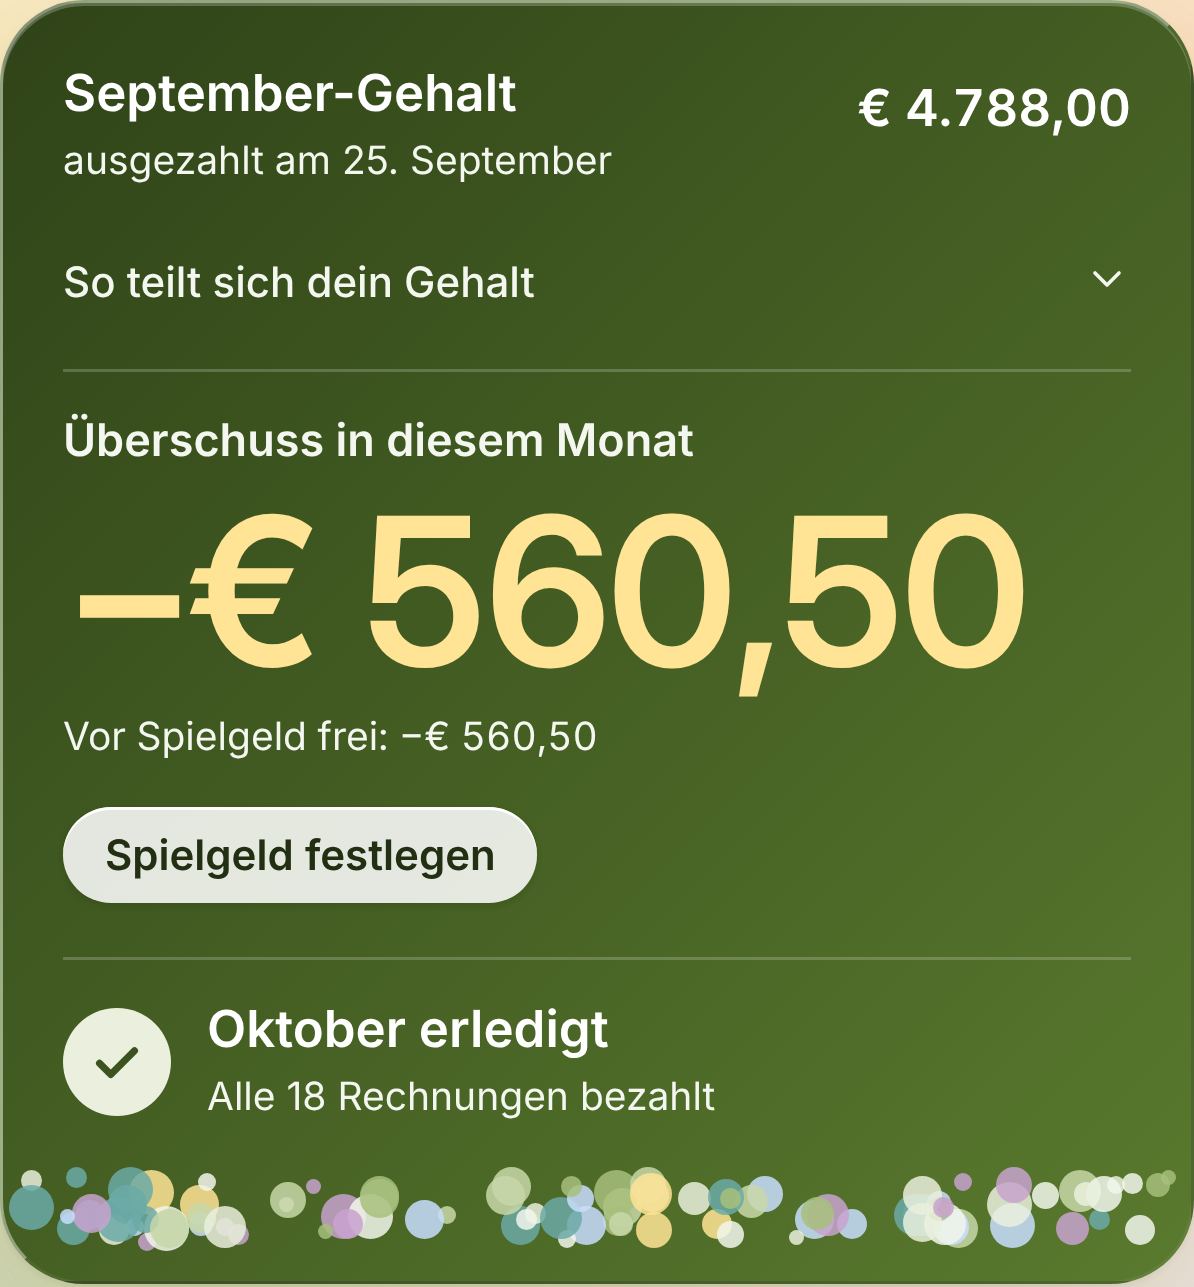 September-Gehalt
€ 4.788,00
ausgezahlt am 25. September
So teilt sich dein Gehalt
Überschuss in diesem Monat
−€ 560,50
Vor Spielgeld frei: −€ 560,50
Spielgeld festlegen
Oktober erledigt
Alle 18 Rechnungen bezahlt